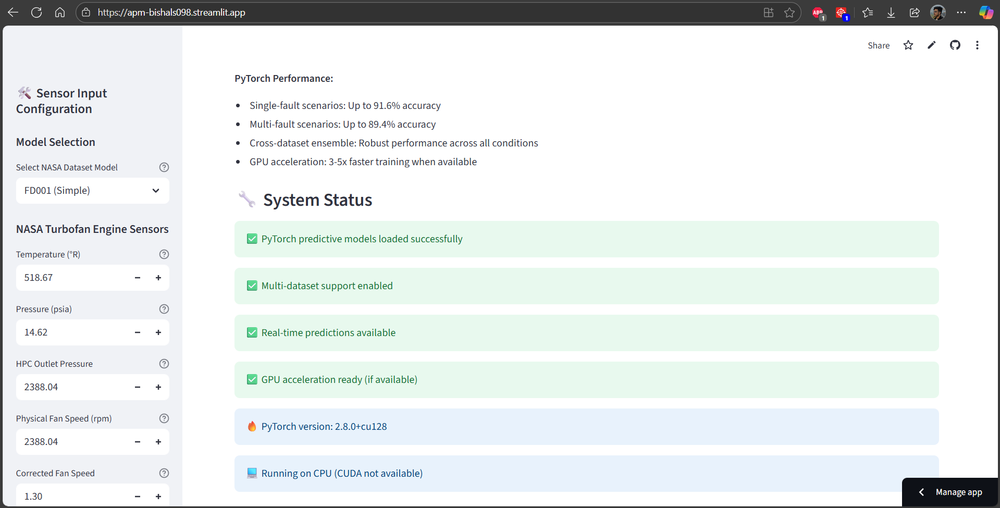 https://apm-bishals098.streamlit.app
ABP
1
1
Share
Sensor Input
Configuration
Model Selection
Select NASA Dataset Model
FD001 (Simple)
NASA Turbofan Engine Sensors
Temperature (°R)
518.67
Pressure (psia)
14.62
HPC Outlet Pressure
2388.04
Physical Fan Speed (rpm)
2388.04
Corrected Fan Speed
1.30
PyTorch Performance:
• Single-fault scenarios: Up to 91.6% accuracy
• Multi-fault scenarios: Up to 89.4% accuracy
• Cross-dataset ensemble: Robust performance across all conditions
• GPU acceleration: 3-5x faster training when available
System Status
✅ PyTorch predictive models loaded successfully
✅ Multi-dataset support enabled
✅ Real-time predictions available
✅ GPU acceleration ready (if available)
🔥 PyTorch version: 2.8.0+cu128
💻 Running on CPU (CUDA not available)
Manage app